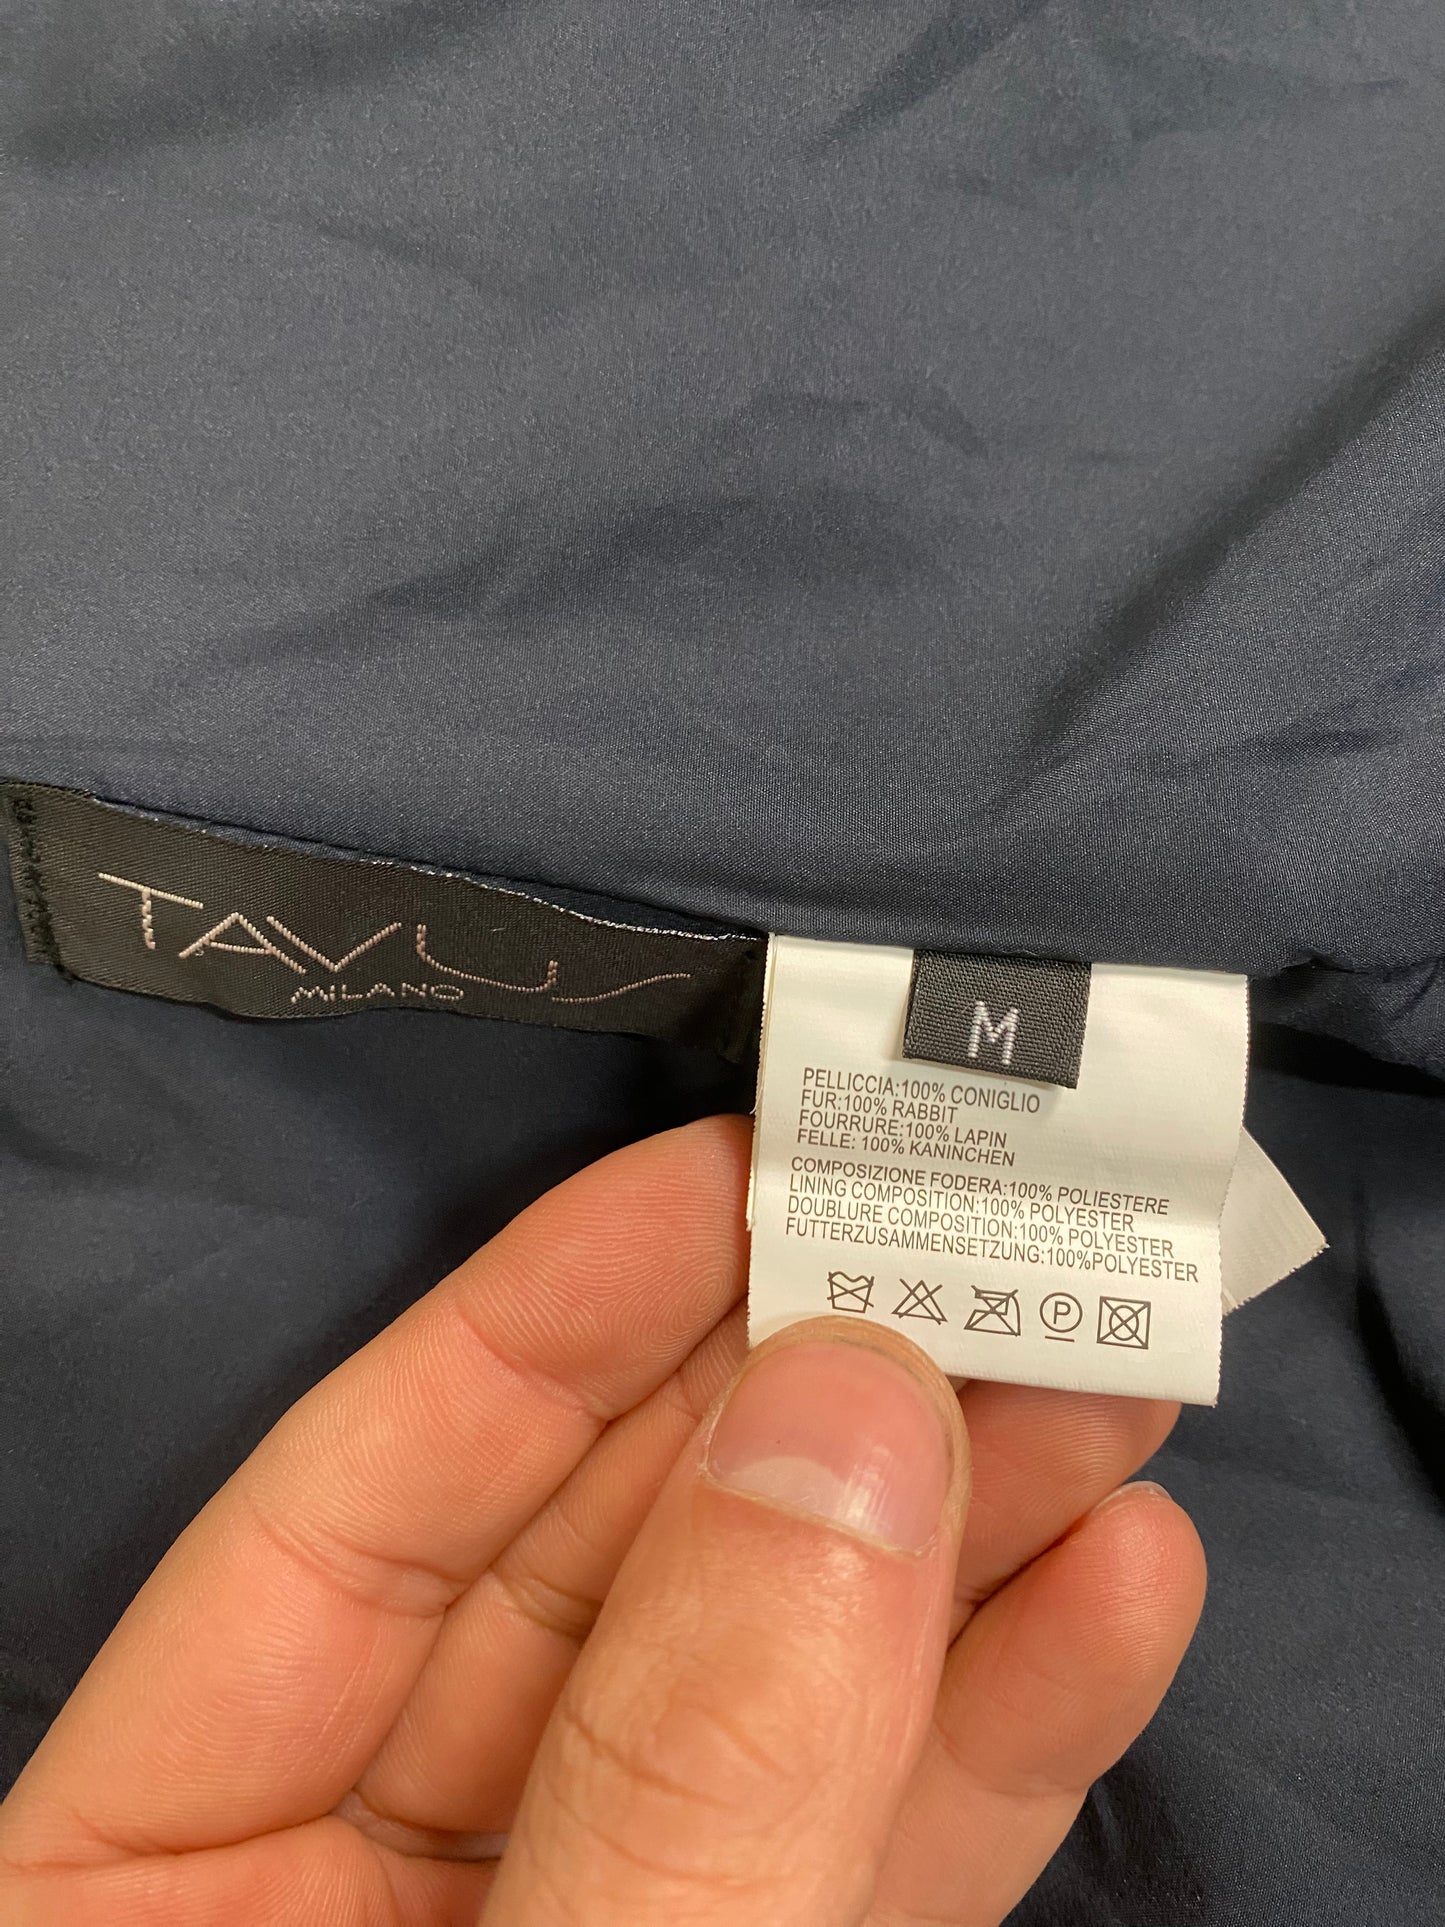 TAVUS
MILANO
M
PELLICCIA:100% CONIGLIO
FUR:100% RABBIT
FOURRURE:100% LAPIN
FELLE: 100% KANINCHEN
COMPOSIZIONE FODERA:100% POLIESTERE
LINING COMPOSITION:100% POLYESTER
DOUBLURE COMPOSITION:100% POLYESTER
FUTTERZUSAMMENSETZUNG:100%POLYESTER
P